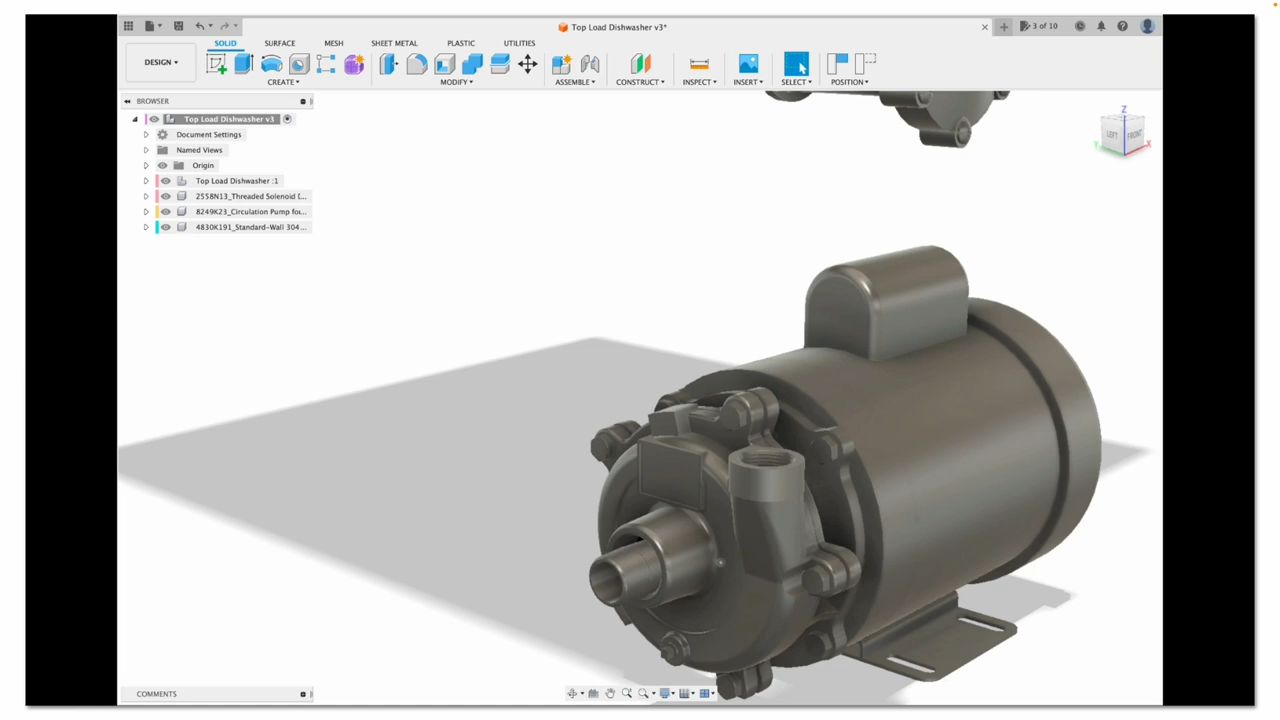 Top Load Dishwasher v3*
3 of 10
SOLID SURFACE MESH SHEET METAL PLASTIC UTILITIES
DESIGN
CREATE MODIFY ASSEMBLE CONSTRUCT INSPECT INSERT SELECT POSITION
BROWSER
Top Load Dishwasher v3
Document Settings
Named Views
Origin
Top Load Dishwasher :1
2558N13_Threaded Solenoid (...
8249K23_Circulation Pump fo...
4830K191_Standard-Wall 304...
Z
LEFT FRONT
Y X
COMMENTS